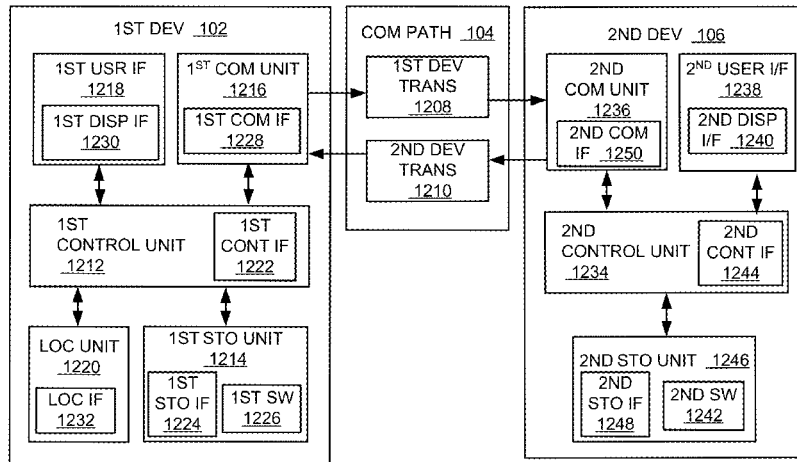 1ST DEV 102
1ST USR IF
1218
1ST DISP IF
1230
1ST COM UNIT
1216
1ST COM IF
1228
1ST
CONTROL UNIT
1212
1ST
CONT IF
1222
LOC UNIT
1220
LOC IF
1232
1ST STO UNIT
1214
1ST
STO IF
1224
1ST SW
1226
COM PATH 104
1ST DEV
TRANS
1208
2ND DEV
TRANS
1210
2ND DEV 106
2ND
COM UNIT
1236
2ND COM
IF 1250
2ND USER I/F
1238
2ND DISP
I/F 1240
2ND
CONTROL UNIT
1234
2ND
CONT IF
1244
2ND STO UNIT 1246
2ND
STO IF
1248
2ND SW
1242